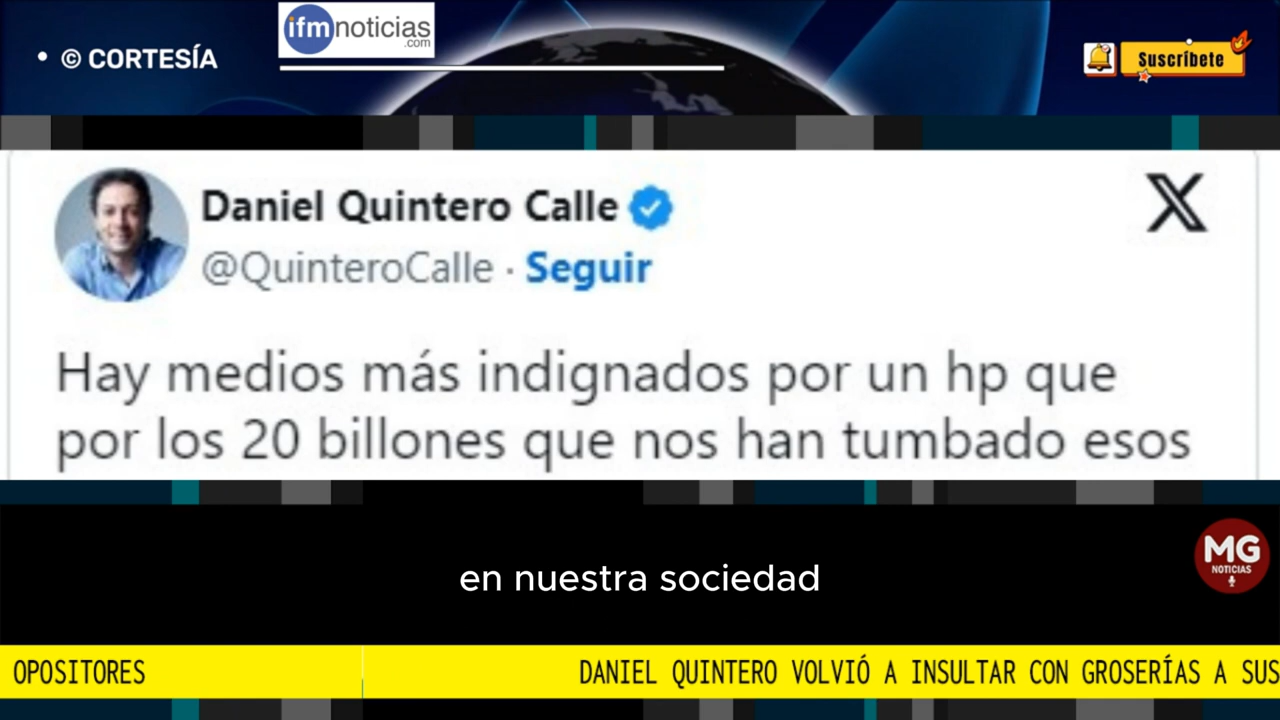 • © CORTESÍA
ifmnoticias
.com
Suscríbete
Daniel Quintero Calle
@QuinteroCalle · Seguir
Hay medios más indignados por un hp que
por los 20 billones que nos han tumbado esos
en nuestra sociedad
MG
NOTICIAS
OPOSITORES DANIEL QUINTERO VOLVIÓ A INSULTAR CON GROSERÍAS A SUS